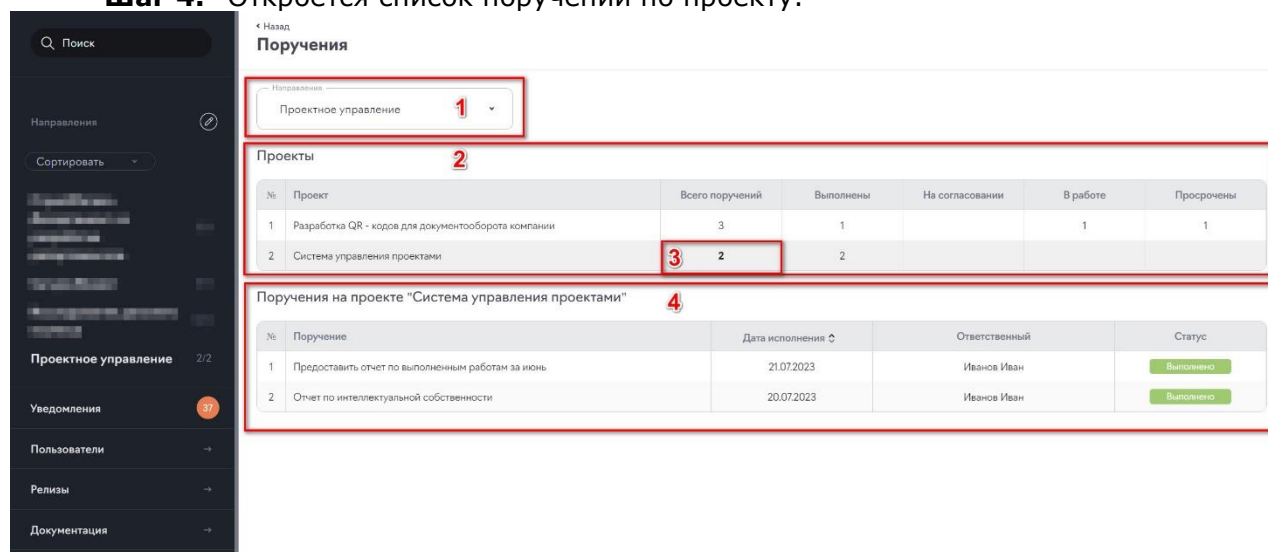 Шаг 4. Откроется список поручений по проекту.
Поиск
Направления
Сортировать
Проектное управление 2/2
Уведомления 37
Пользователи →
Релизы →
Документация →
‹ Назад
Поручения
Направления
Проектное управление 1
Проекты 2
№ Проект Всего поручений Выполнены На согласовании В работе Просрочены
1 Разработка QR - кодов для документооборота компании 3 1 1 1
2 Система управления проектами 3 2 2
Поручения на проекте "Система управления проектами" 4
№ Поручение Дата исполнения Ответственный Статус
1 Предоставить отчет по выполненным работам за июнь 21.07.2023 Иванов Иван Выполнено
2 Отчет по интеллектуальной собственности 20.07.2023 Иванов Иван Выполнено